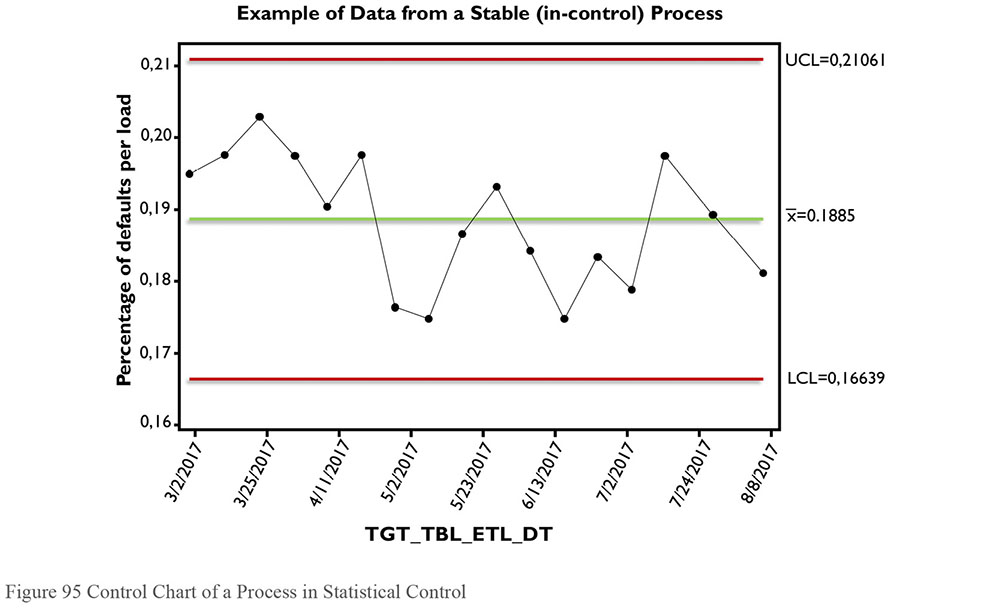 Example of Data from a Stable (in-control) Process
Percentage of defaults per load
0,21
0,20
0,19
0,18
0,17
0,16
UCL=0,21061
x̅=0.1885
LCL=0,16639
3/2/2017
3/25/2017
4/11/2017
5/2/2017
5/23/2017
6/13/2017
7/2/2017
7/24/2017
8/8/2017
TGT_TBL_ETL_DT
Figure 95 Control Chart of a Process in Statistical Control